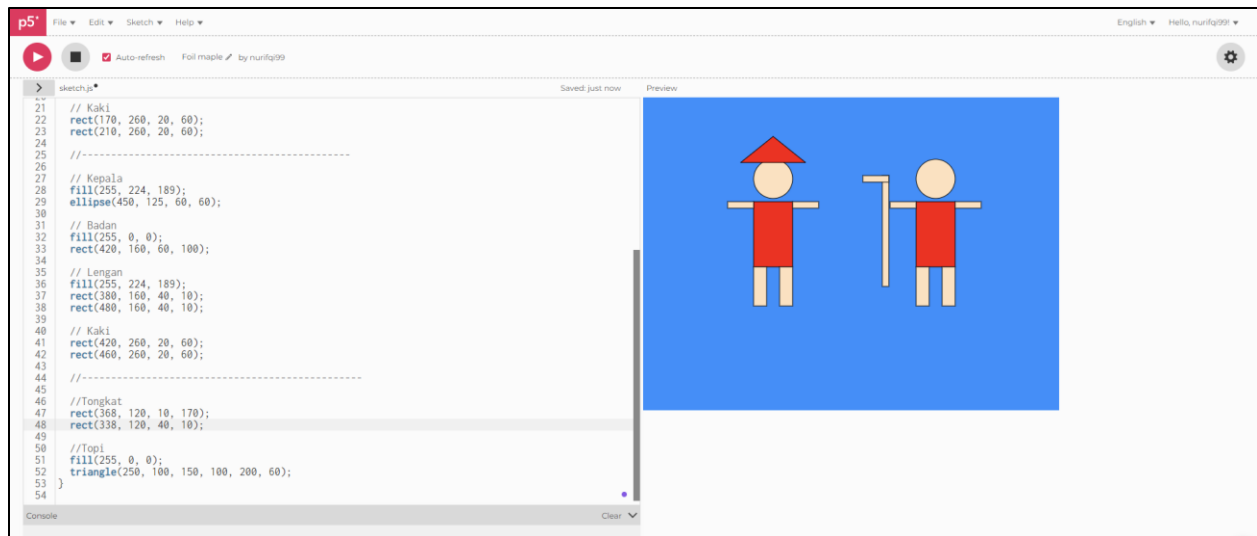 p5* File Edit Sketch Help English Hello, nurifqi99!
Auto-refresh Foil maple by nurifqi99
> sketch.js Saved: just now Preview
21 // Kaki
22 rect(170, 260, 20, 60);
23 rect(210, 260, 20, 60);
24
25 //----------------------------------------------
26
27 // Kepala
28 fill(255, 224, 189);
29 ellipse(450, 125, 60, 60);
30
31 // Badan
32 fill(255, 0, 0);
33 rect(420, 160, 60, 100);
34
35 // Lengan
36 fill(255, 224, 189);
37 rect(380, 160, 40, 10);
38 rect(480, 160, 40, 10);
39
40 // Kaki
41 rect(420, 260, 20, 60);
42 rect(460, 260, 20, 60);
43
44 //------------------------------------------------
45
46 //Tongkat
47 rect(368, 120, 10, 170);
48 rect(338, 120, 40, 10);
49
50 //Topi
51 fill(255, 0, 0);
52 triangle(250, 100, 150, 100, 200, 60);
53 }
54
Console Clear